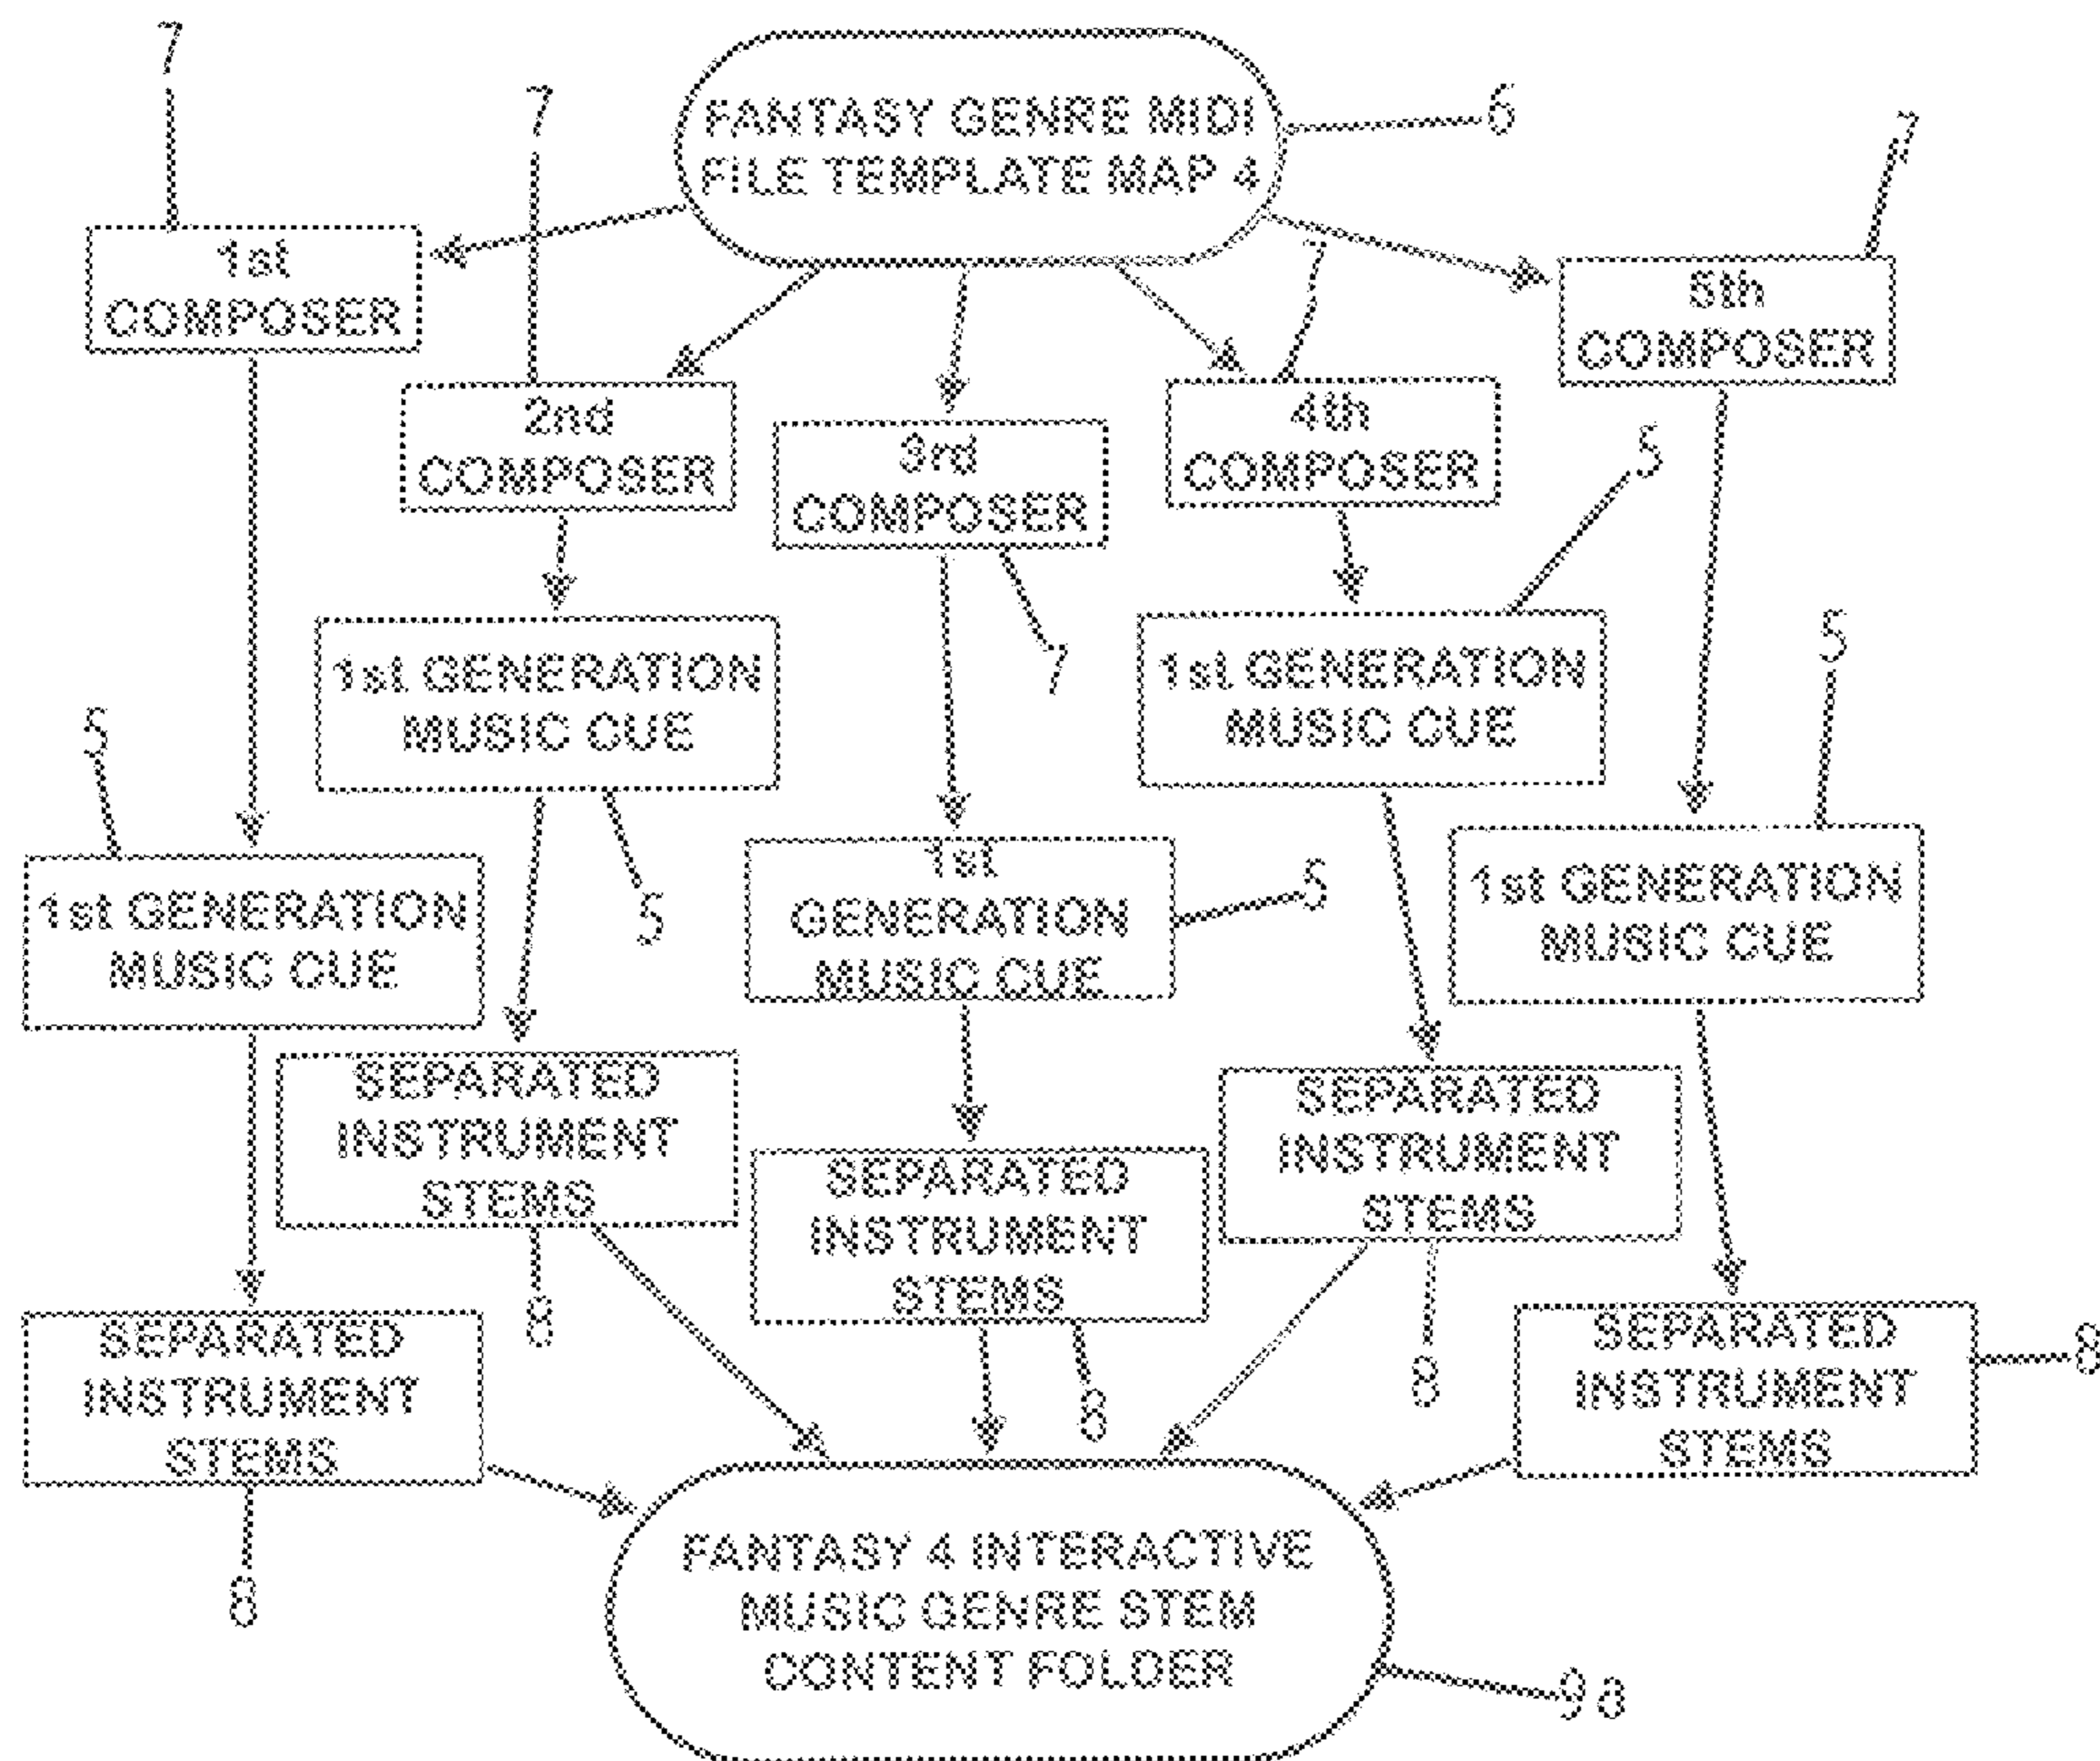 7
7
FANTASY GENRE MIDI
FILE TEMPLATE MAP 4
6
7
1st
COMPOSER
7
5th
COMPOSER
2nd
COMPOSER
3rd
COMPOSER
4th
COMPOSER
5
1st GENERATION
MUSIC CUE
7
1st GENERATION
MUSIC CUE
5
5
1st GENERATION
MUSIC CUE
5
1st
GENERATION
MUSIC CUE
5
1st GENERATION
MUSIC CUE
SEPARATED
INSTRUMENT
STEMS
8
SEPARATED
INSTRUMENT
STEMS
8
SEPARATED
INSTRUMENT
STEMS
8
SEPARATED
INSTRUMENT
STEMS
8
SEPARATED
INSTRUMENT
STEMS
8
FANTASY 4 INTERACTIVE
MUSIC GENRE STEM
CONTENT FOLDER